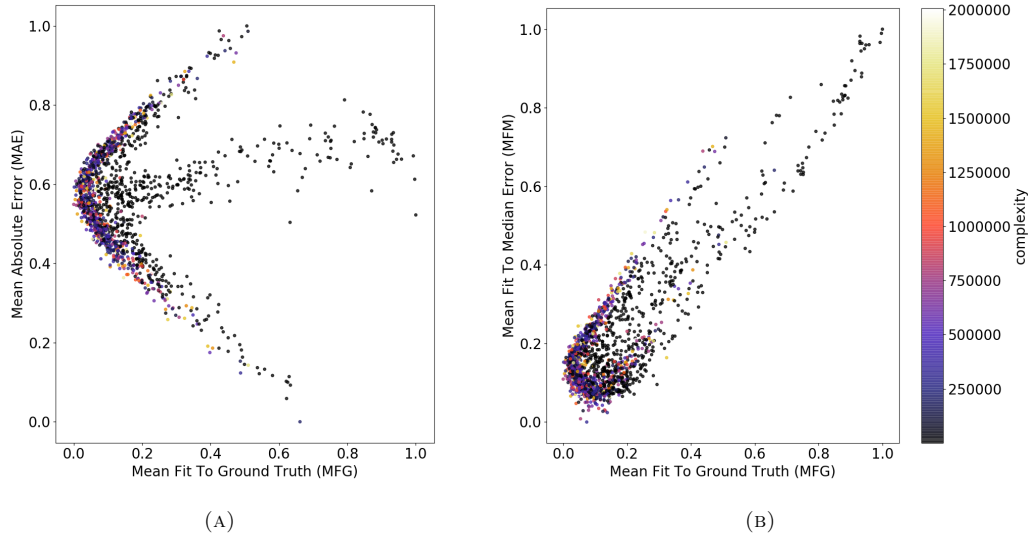 1.0
0.8
0.6
0.4
0.2
0.0
Mean Absolute Error (MAE)
0.0 0.2 0.4 0.6 0.8 1.0
Mean Fit To Ground Truth (MFG)
(A)
1.0
0.8
0.6
0.4
0.2
0.0
Mean Fit To Median Error (MFM)
0.0 0.2 0.4 0.6 0.8 1.0
Mean Fit To Ground Truth (MFG)
(B)
2000000
1750000
1500000
1250000
1000000
750000
500000
250000
complexity